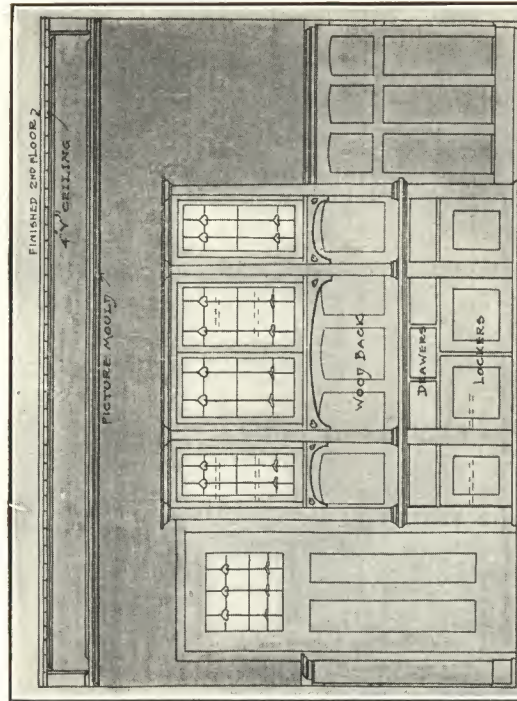 FINISHED 2ND FLOOR
4"V" CEILING
PICTURE MOULD
WOOD BACK
DRAWERS
LOCKERS